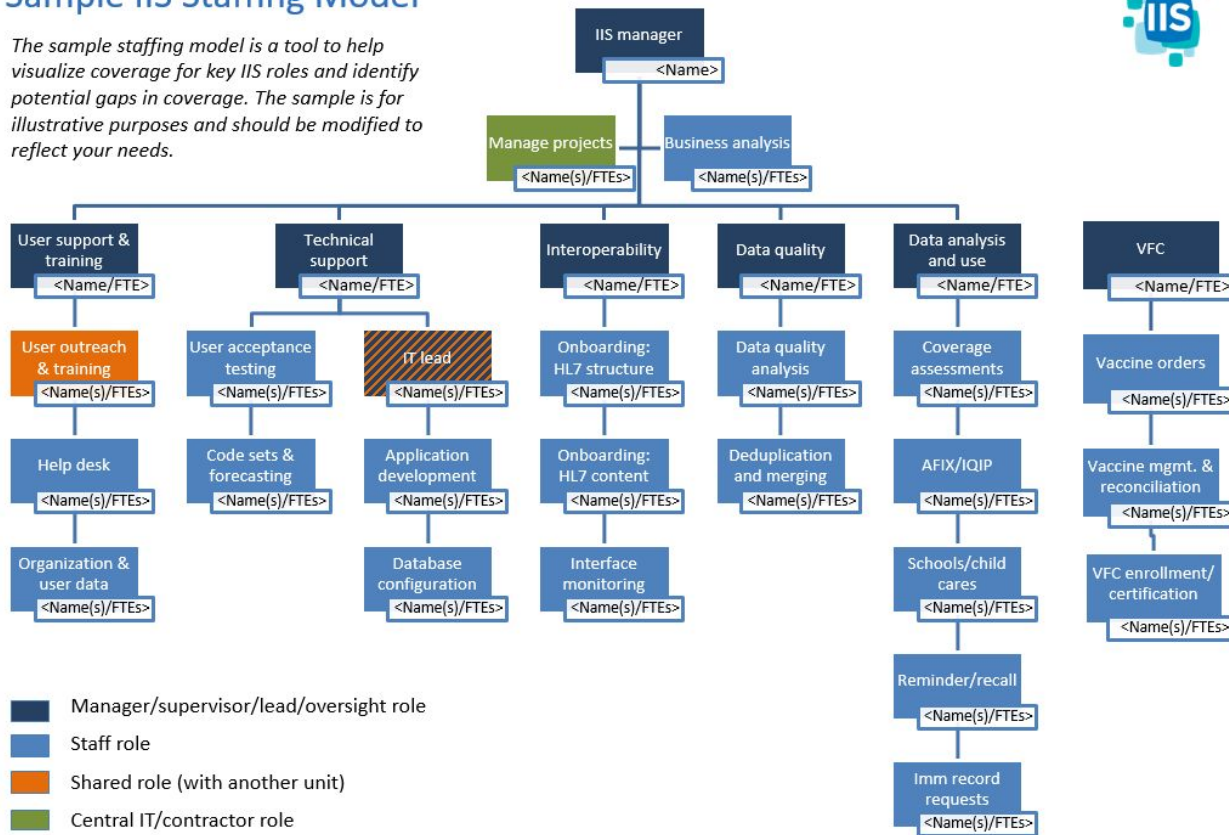 Sample IIS Staffing Model
The sample staffing model is a tool to help
visualize coverage for key IIS roles and identify
potential gaps in coverage. The sample is for
illustrative purposes and should be modified to
reflect your needs.
IIS
IIS manager
<Name>
Manage projects
<Name(s)/FTEs>
Business analysis
<Name(s)/FTEs>
User support &
training
<Name/FTE>
Technical
support
<Name/FTE>
Interoperability
<Name/FTE>
Data quality
<Name/FTE>
Data analysis
and use
<Name/FTE>
VFC
<Name/FTE>
User outreach
& training
<Name(s)/FTEs>
User acceptance
testing
<Name(s)/FTEs>
IT lead
<Name(s)/FTEs>
Onboarding:
HL7 structure
<Name(s)/FTEs>
Data quality
analysis
<Name(s)/FTEs>
Coverage
assessments
<Name(s)/FTEs>
Vaccine orders
<Name(s)/FTEs>
Help desk
<Name(s)/FTEs>
Code sets &
forecasting
<Name(s)/FTEs>
Application
development
<Name(s)/FTEs>
Onboarding:
HL7 content
<Name(s)/FTEs>
Deduplication
and merging
<Name(s)/FTEs>
AFIX/IQIP
<Name(s)/FTEs>
Vaccine mgmt. &
reconciliation
<Name(s)/FTEs>
Organization &
user data
<Name(s)/FTEs>
Database
configuration
<Name(s)/FTEs>
Interface
monitoring
<Name(s)/FTEs>
Schools/child
cares
<Name(s)/FTEs>
VFC enrollment/
certification
<Name(s)/FTEs>
Reminder/recall
<Name(s)/FTEs>
Imm record
requests
<Name(s)/FTEs>
Manager/supervisor/lead/oversight role
Staff role
Shared role (with another unit)
Central IT/contractor role